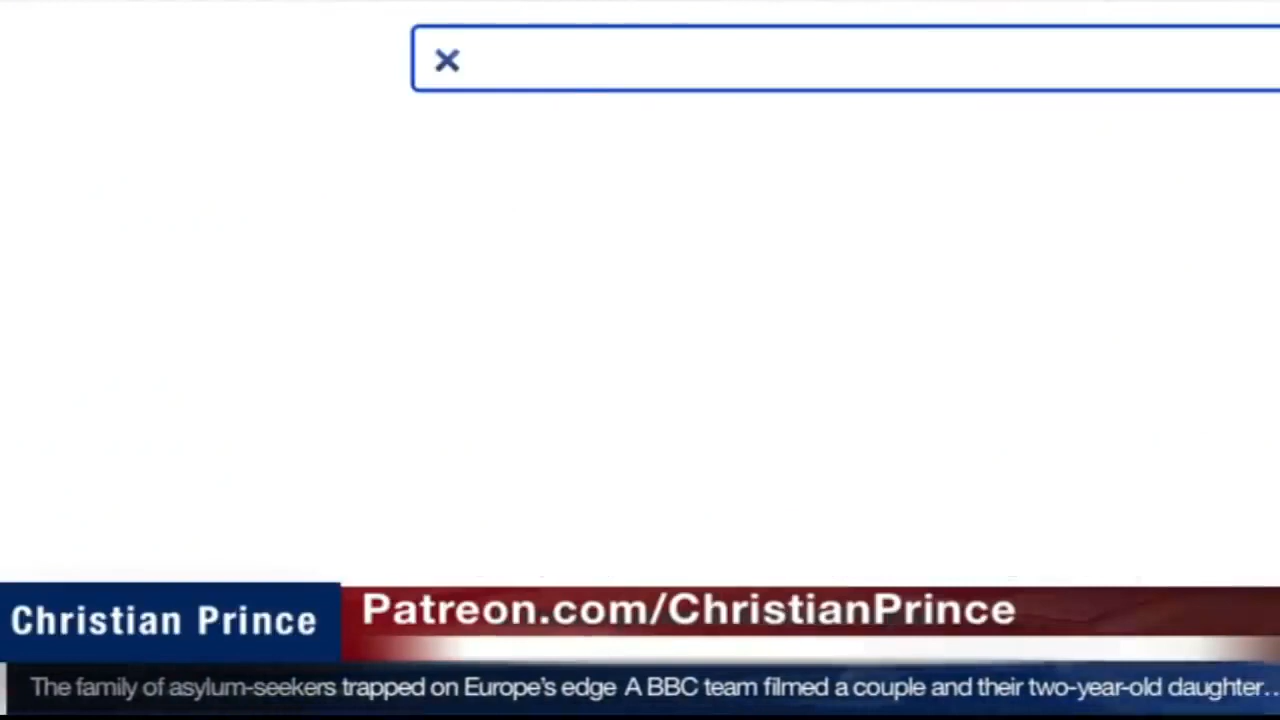 Christian Prince
Patreon.com/ChristianPrince
The family of asylum-seekers trapped on Europe's edge A BBC team filmed a couple and their two-year-old daughter...